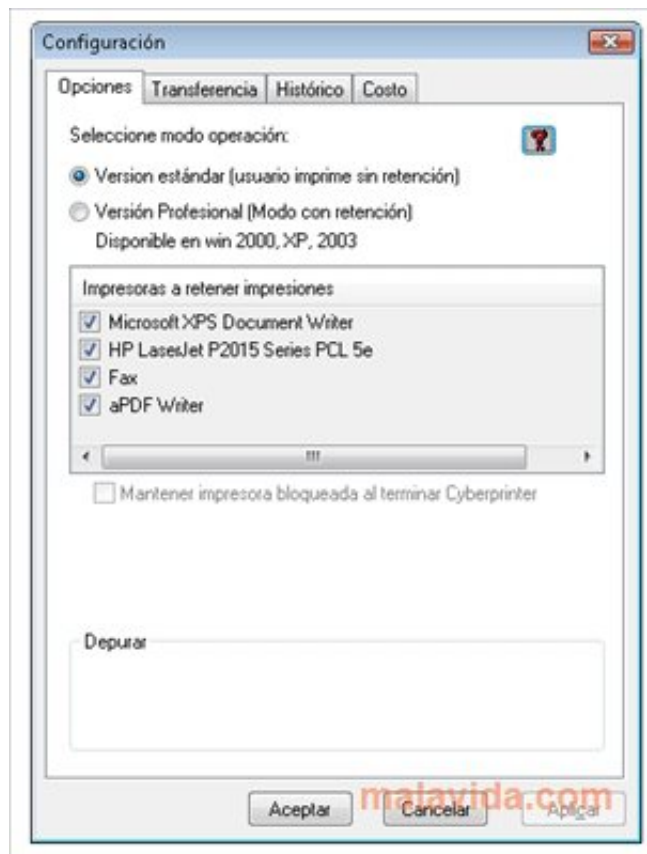 Configuración
Opciones Transferencia Histórico Costo
Seleccione modo operación:
Version estándar (usuario imprime sin retención)
Versión Profesional (Modo con retención)
Disponible en win 2000, XP, 2003
Impresoras a retener impresiones
Microsoft XPS Document Writer
HP LaserJet P2015 Series PCL 5e
Fax
aPDF Writer
Mantener impresora bloqueada al terminar Cyberprinter
Depurar
malavida.com
Aceptar Cancelar Aplicar